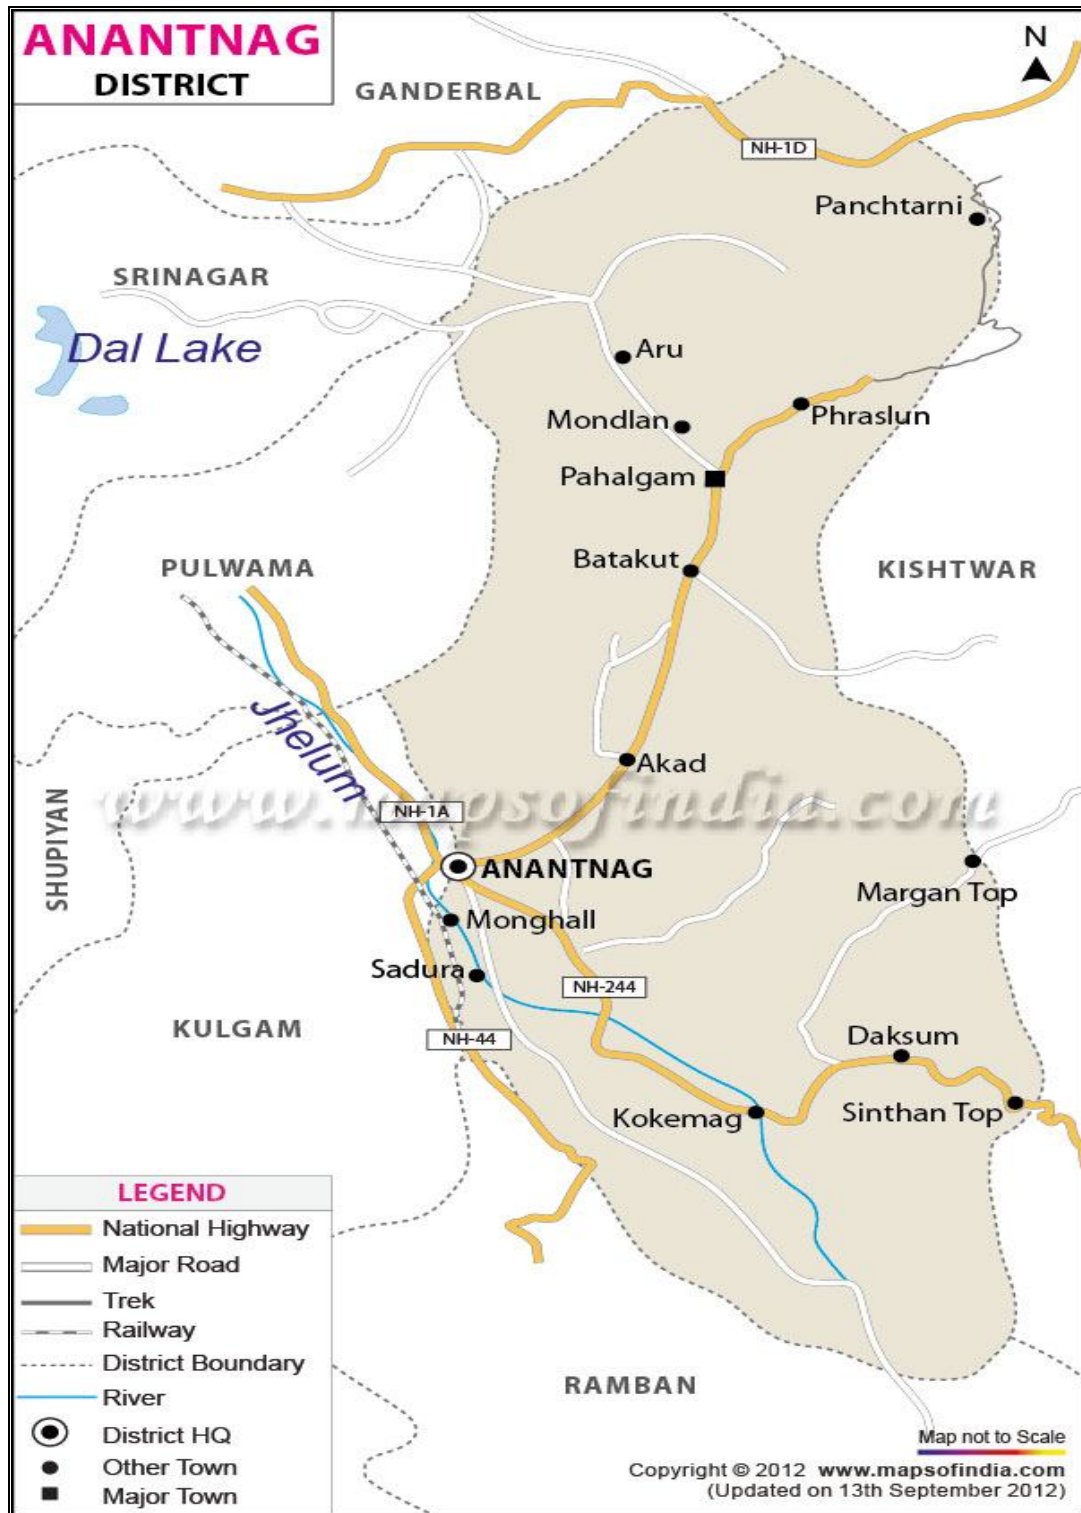 ANANTNAG
DISTRICT
N
GANDERBAL
NH-1D
Panchtarni
SRINAGAR
Dal Lake
Aru
Phraslun
Mondlan
Pahalgam
Batakut
PULWAMA
KISHTWAR
Jhelum
Akad
SHUPIYAN
www.mapsofindia.com
NH-1A
ANANTNAG
Margan Top
Monghall
Sadura
NH-244
KULGAM
NH-44
Daksum
Kokemag
Sinthan Top
LEGEND
National Highway
Major Road
Trek
Railway
District Boundary
River
District HQ
Other Town
Major Town
RAMBAN
Map not to Scale
Copyright © 2012 www.mapsofindia.com
(Updated on 13th September 2012)